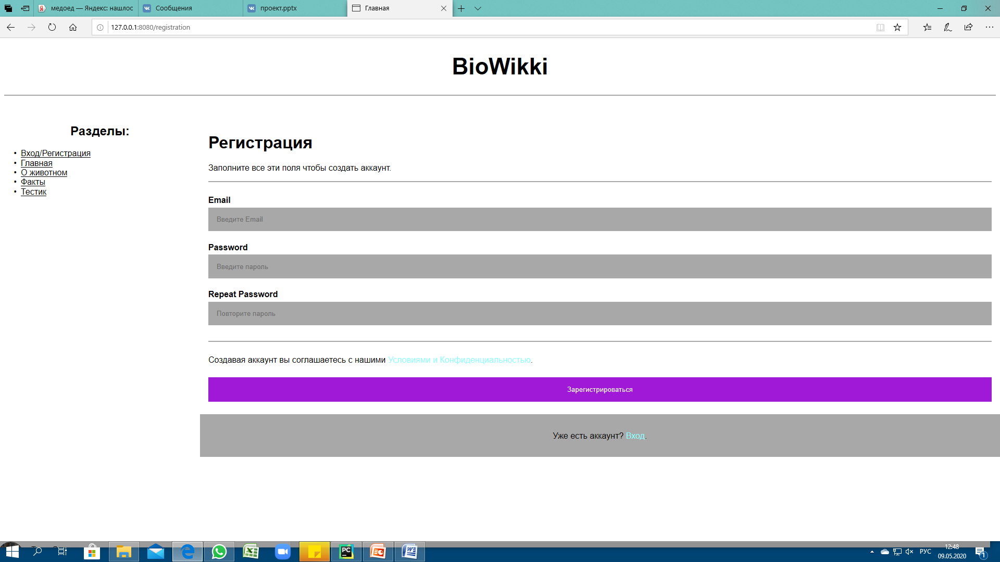 медоед — Яндекс: нашлос
Сообщения
проект.pptx
Главная
127.0.0.1:8080/registration
BioWikki
Разделы:
• Вход/Регистрация
• Главная
• О животном
• Факты
• Тестик
Регистрация
Заполните все эти поля чтобы создать аккаунт.
Email
Введите Email
Password
Введите пароль
Repeat Password
Повторите пароль
Создавая аккаунт вы соглашаетесь с нашими Условиями и Конфиденциальностью.
Зарегистрироваться
Уже есть аккаунт? Вход.
РУС
12:48
09.05.2020
1